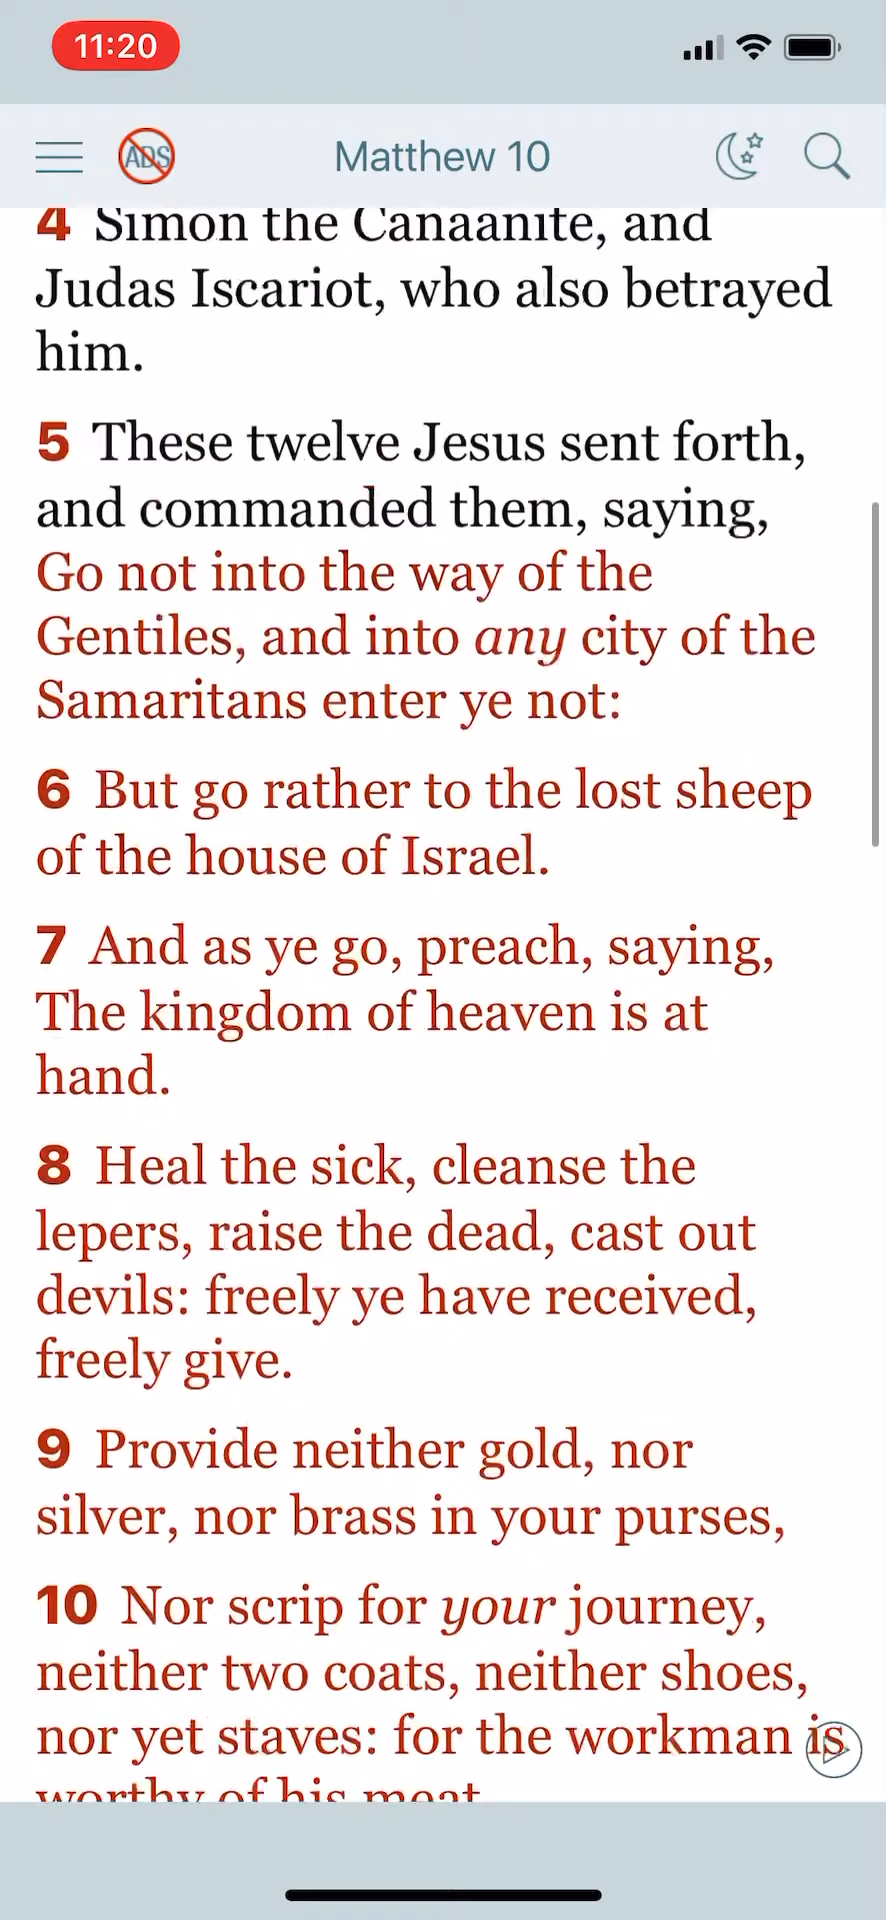 11:20
ADS
Matthew 10
4 Simon the Canaanite, and
Judas Iscariot, who also betrayed
him.
5 These twelve Jesus sent forth,
and commanded them, saying,
Go not into the way of the
Gentiles, and into any city of the
Samaritans enter ye not:
6 But go rather to the lost sheep
of the house of Israel.
7 And as ye go, preach, saying,
The kingdom of heaven is at
hand.
8 Heal the sick, cleanse the
lepers, raise the dead, cast out
devils: freely ye have received,
freely give.
9 Provide neither gold, nor
silver, nor brass in your purses,
10 Nor scrip for your journey,
neither two coats, neither shoes,
nor yet staves: for the workman is
worthy of his meat